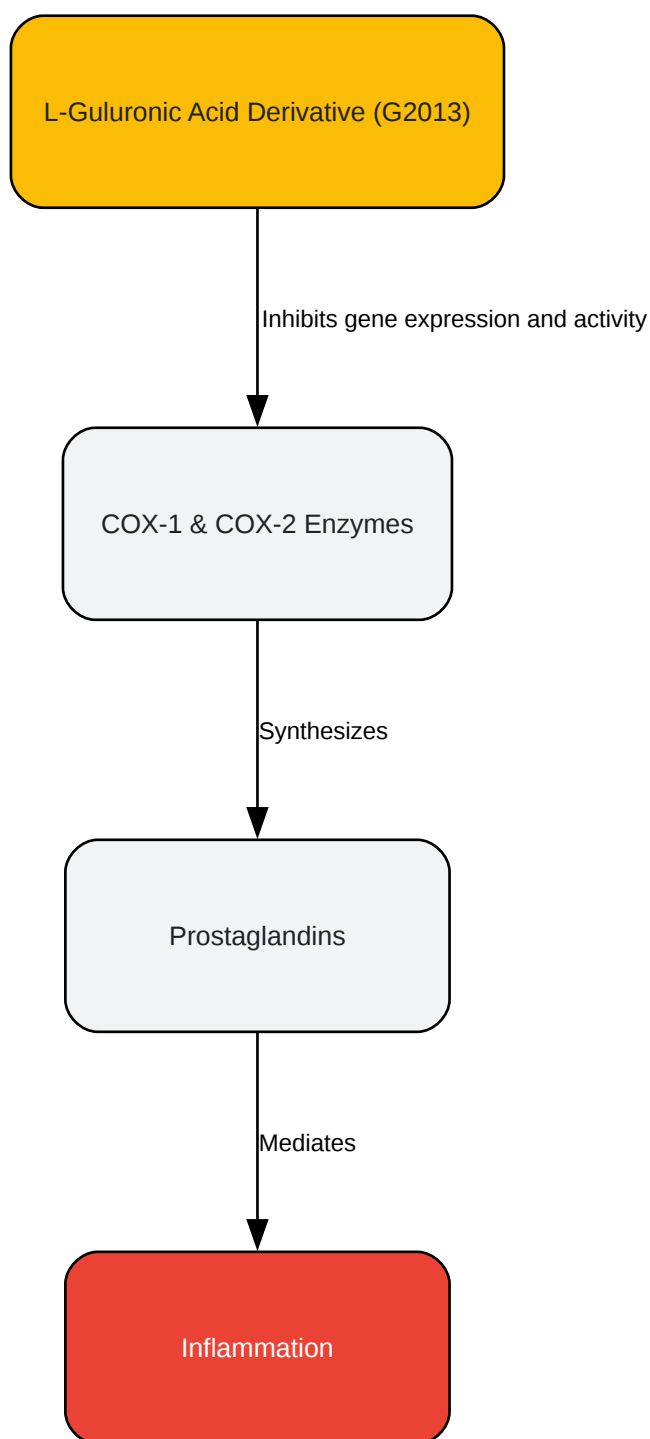 L-Guluronic Acid Derivative (G2013)
Inhibits gene expression and activity
COX-1 & COX-2 Enzymes
Synthesizes
Prostaglandins
Mediates
Inflammation